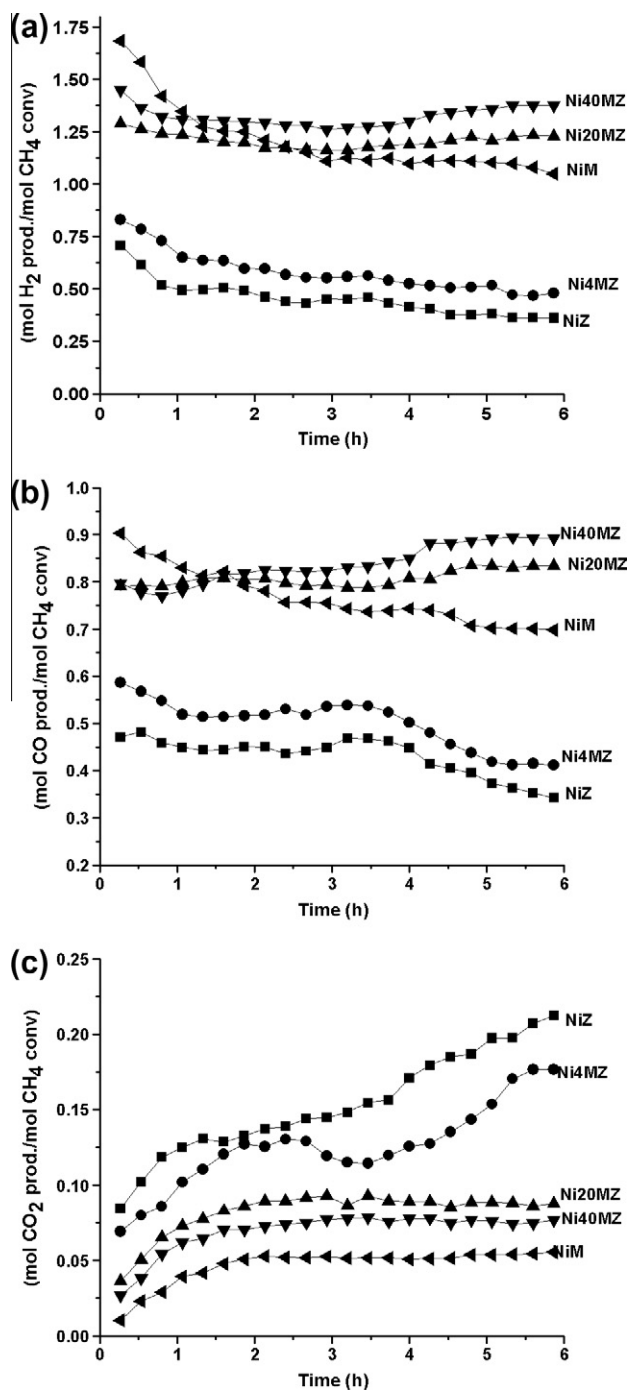 (a)
(mol H₂ prod./mol CH₄ conv)
1.75
1.50
1.25
1.00
0.75
0.50
0.25
0.00
Ni40MZ
Ni20MZ
NiM
Ni4MZ
NiZ
0 1 2 3 4 5 6
Time (h)
(b)
(mol CO prod./mol CH₄ conv)
1.0
0.9
0.8
0.7
0.6
0.5
0.4
0.3
0.2
Ni40MZ
Ni20MZ
NiM
Ni4MZ
NiZ
0 1 2 3 4 5 6
Time (h)
(c)
(mol CO₂ prod./mol CH₄ conv)
0.25
0.20
0.15
0.10
0.05
0.00
NiZ
Ni4MZ
Ni20MZ
Ni40MZ
NiM
0 1 2 3 4 5 6
Time (h)